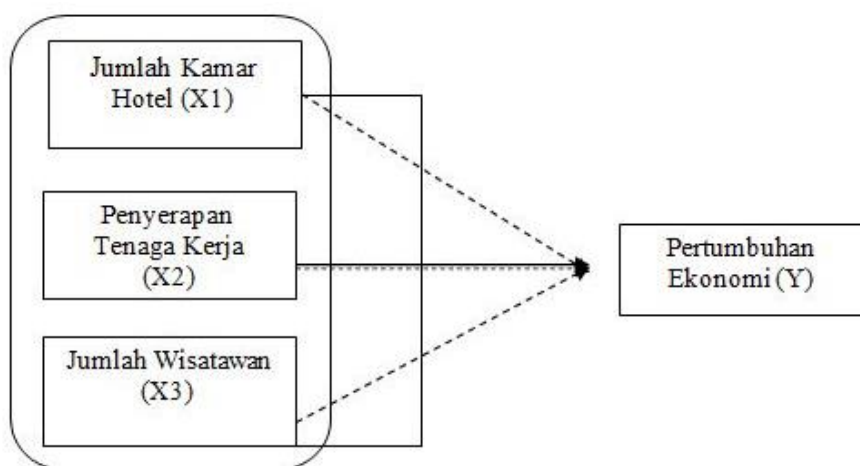 Jumlah Kamar
Hotel (X1)
Penyerapan
Tenaga Kerja
(X2)
Jumlah Wisatawan
(X3)
Pertumbuhan
Ekonomi (Y)